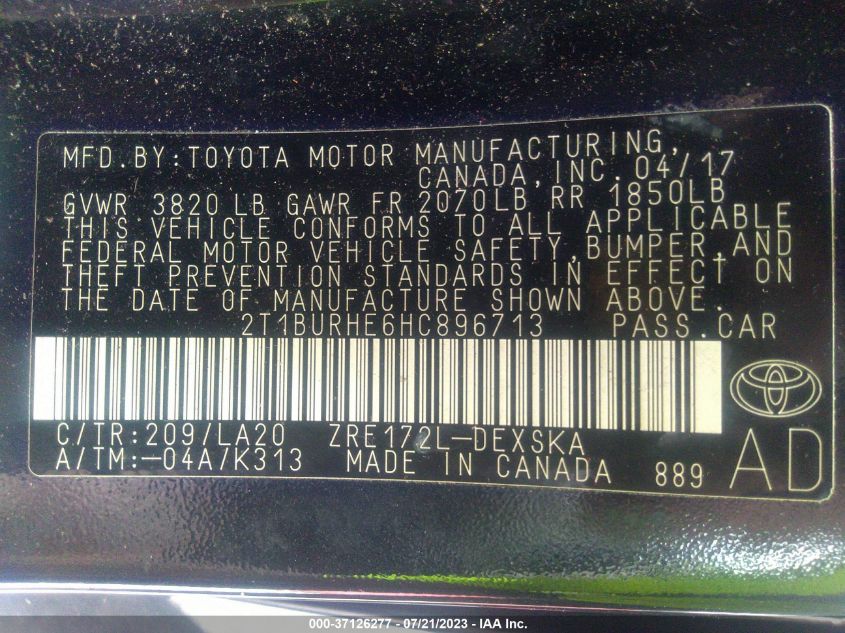 MFD.BY:TOYOTA MOTOR MANUFACTURING,
CANADA,INC.04/17
GVWR 3820 LB GAWR FR 2070LB RR 1850LB
THIS VEHICLE CONFORMS TO ALL APPLICABLE
FEDERAL MOTOR VEHICLE SAFETY,BUMPER,AND
THEFT PREVENTION STANDARDS IN EFFECT ON
THE DATE OF MANUFACTURE SHOWN ABOVE.
2T1BURHE6HC896713 PASS.CAR
C/TR:209/LA20 ZRE172L-DEXSKA
A/TM:-04A/K313 MADE IN CANADA 889 AD
000-37126277 - 07/21/2023 - IAA Inc.